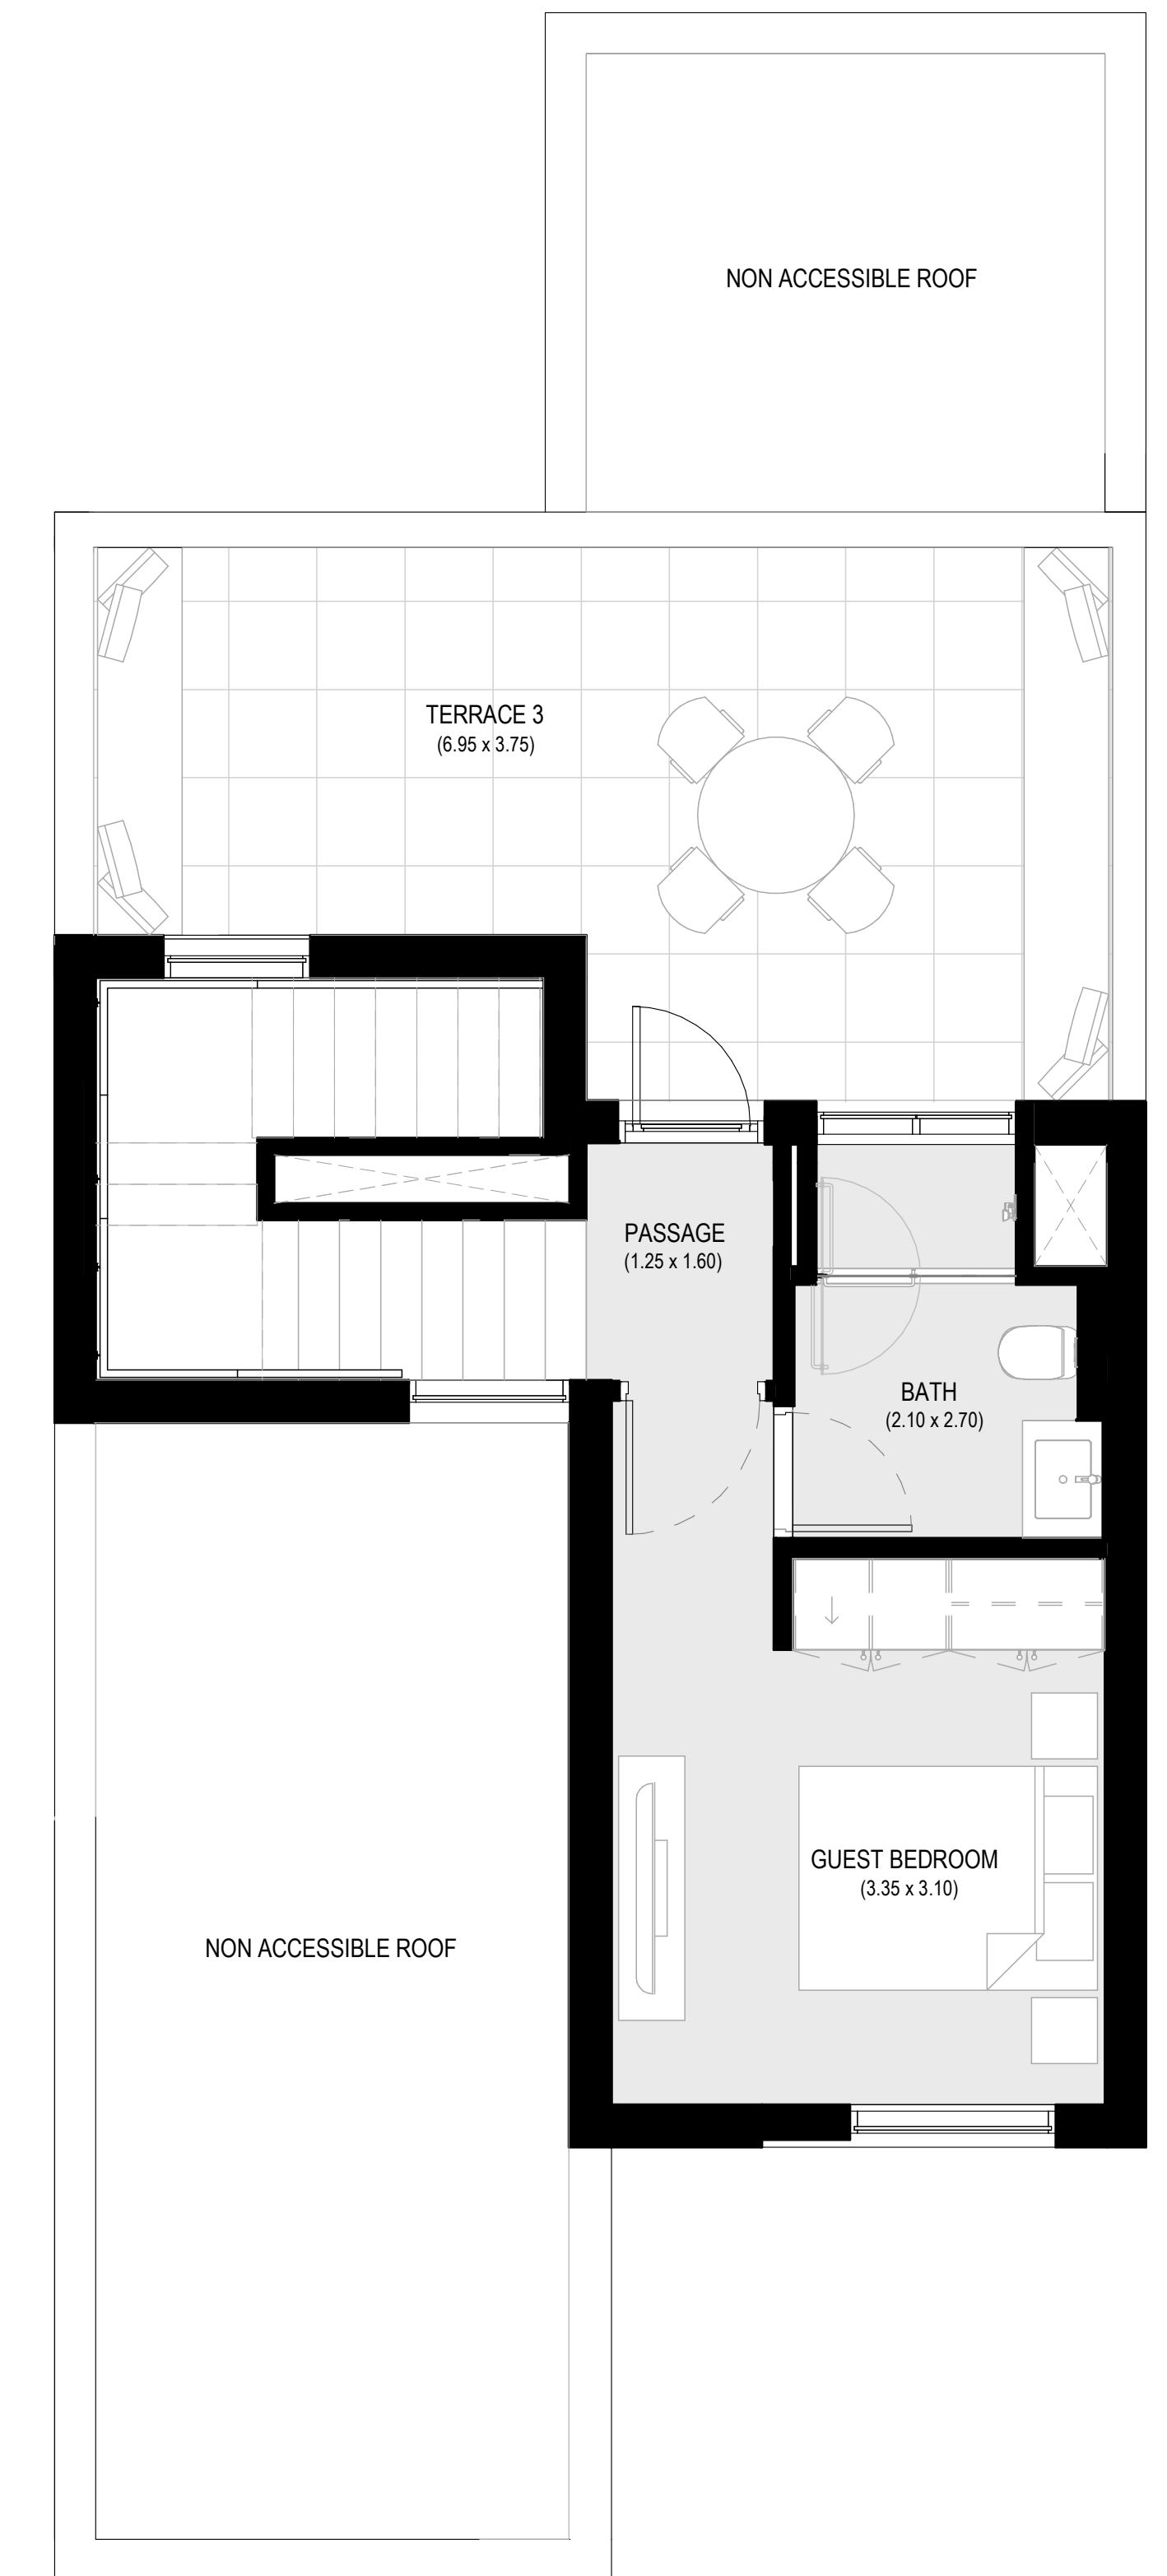 NON ACCESSIBLE ROOF
TERRACE 3
(6.95 x 3.75)
PASSAGE
(1.25 x 1.60)
BATH
(2.10 x 2.70)
GUEST BEDROOM
(3.35 x 3.10)
NON ACCESSIBLE ROOF